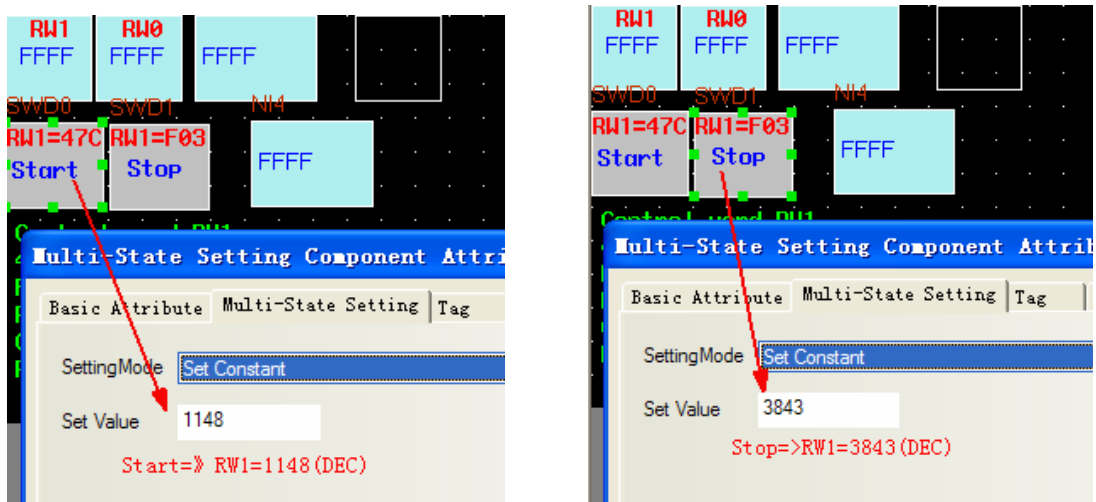 RW1 RW0
FFFF FFFF FFFF
SWD0 SWD1 NI4
RW1=47C RW1=F03
Start Stop FFFF
Multi-State Setting Component Attri
Basic Attribute Multi-State Setting Tag
SettingMode Set Constant
Set Value 1148
Start=》 RW1=1148(DEC)
RW1 RW0
FFFF FFFF FFFF
SWD0 SWD1 NI4
RW1=47C RW1=F03
Start Stop FFFF
Multi-State Setting Component Attrib
Basic Attribute Multi-State Setting Tag
SettingMode Set Constant
Set Value 3843
Stop=>RW1=3843(DEC)